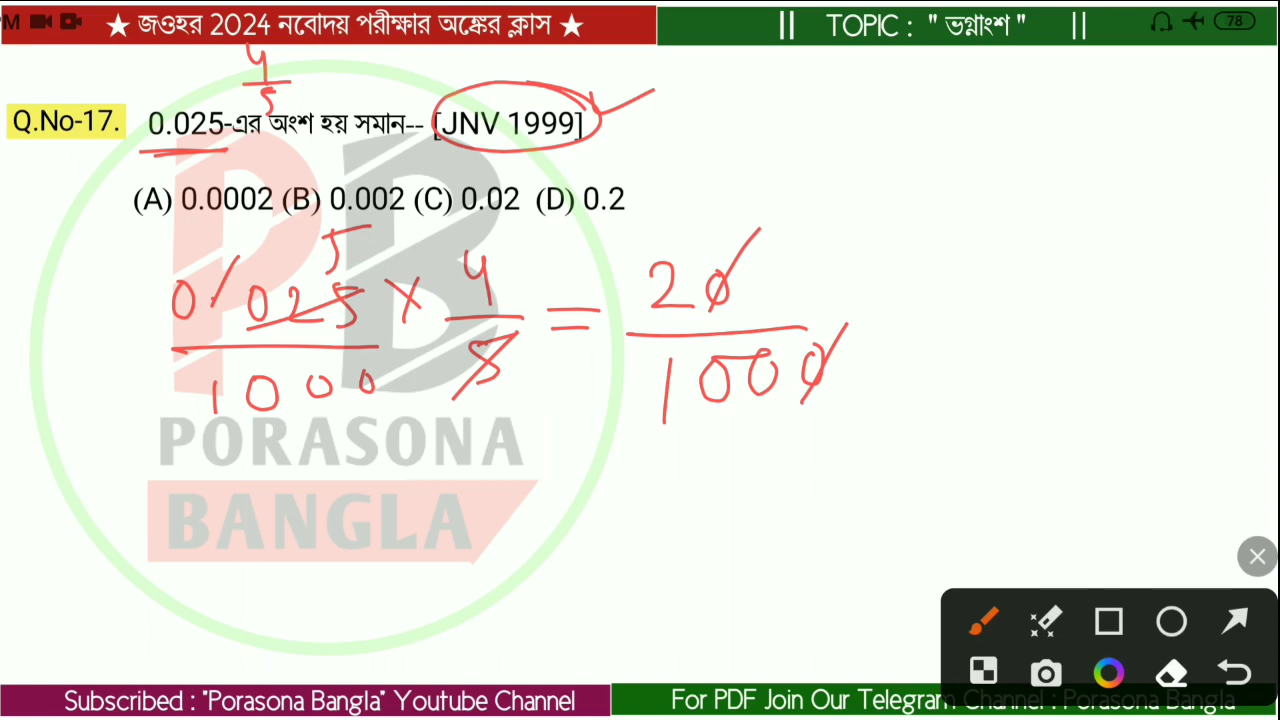 ★ জওহর 2024 নবোদয় পরীক্ষার অঙ্কের ক্লাস ★ || TOPIC : " ভগ্নাংশ " || 78
4
5
Q.No-17. 0.025-এর অংশ হয় সমান-- [JNV 1999]
(A) 0.0002 (B) 0.002 (C) 0.02 (D) 0.2
5
0.025 × 4 = 20
1000 5 1000
PB
PORASONA
BANGLA
Subscribed : "Porasona Bangla" Youtube Channel For PDF Join Our Telegram Channel : Porasona Bangla